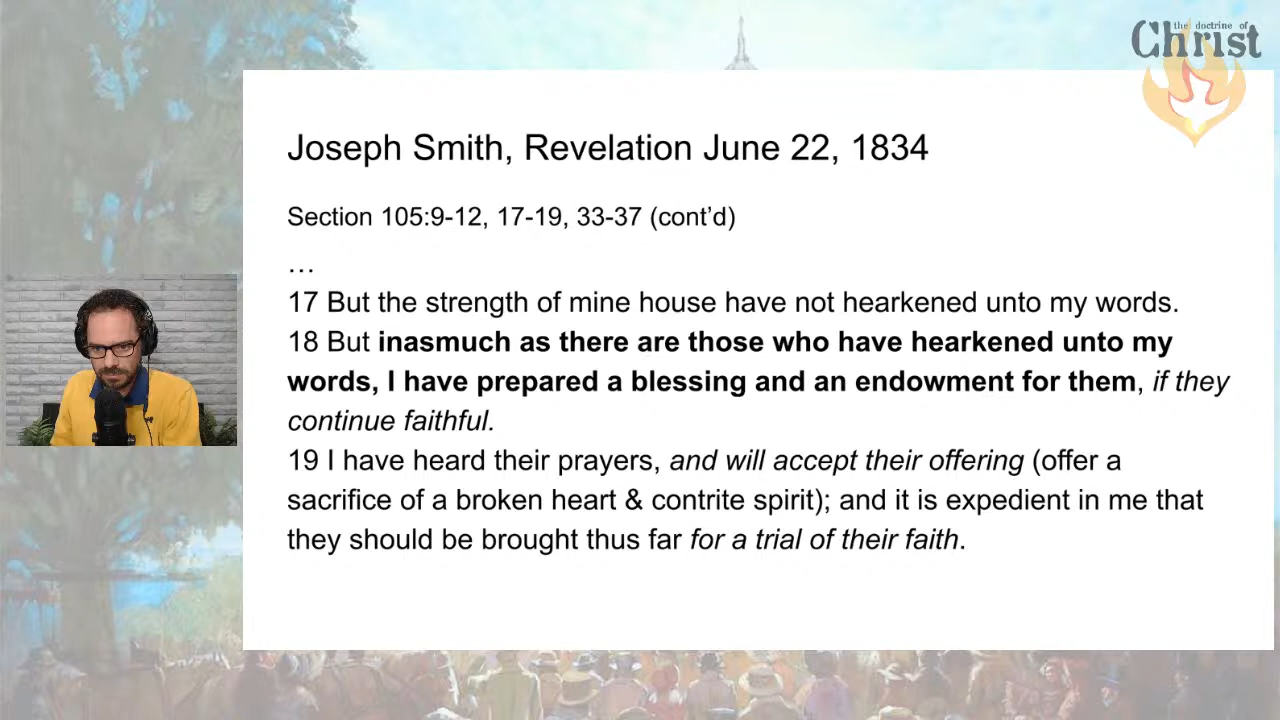 the doctrine of
Christ
Joseph Smith, Revelation June 22, 1834
Section 105:9-12, 17-19, 33-37 (cont’d)
…
17 But the strength of mine house have not hearkened unto my words.
18 But inasmuch as there are those who have hearkened unto my
words, I have prepared a blessing and an endowment for them, if they
continue faithful.
19 I have heard their prayers, and will accept their offering (offer a
sacrifice of a broken heart & contrite spirit); and it is expedient in me that
they should be brought thus far for a trial of their faith.